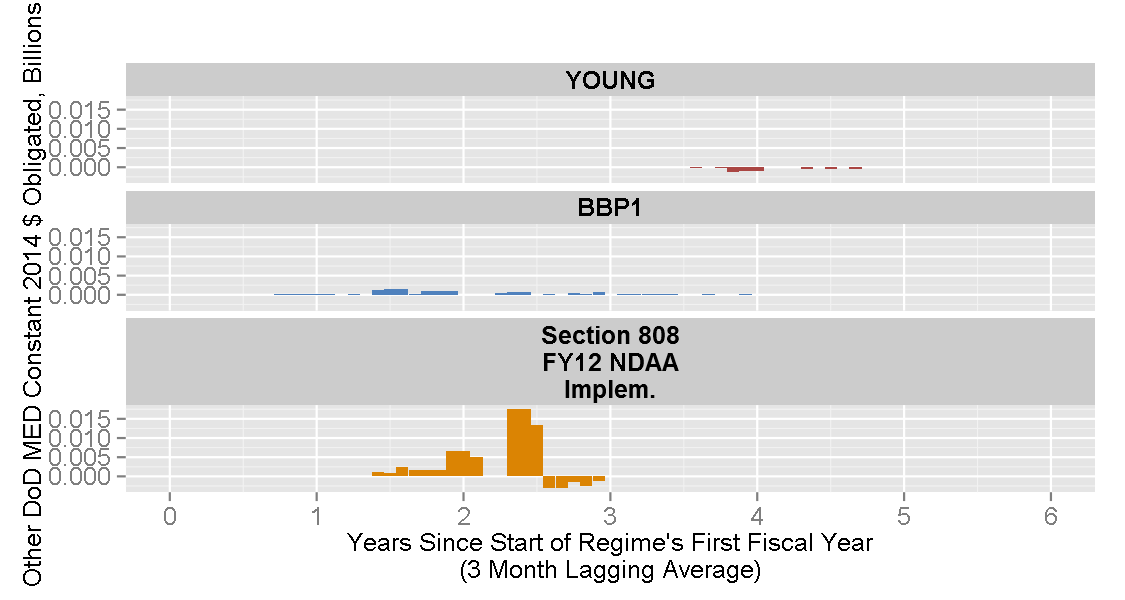 Other DoD MED Constant 2014 $ Obligated, Billions
YOUNG
0.015
0.010
0.005
0.000
BBP1
0.015
0.010
0.005
0.000
Section 808
FY12 NDAA
Implem.
0.015
0.010
0.005
0.000
0 1 2 3 4 5 6
Years Since Start of Regime's First Fiscal Year
(3 Month Lagging Average)